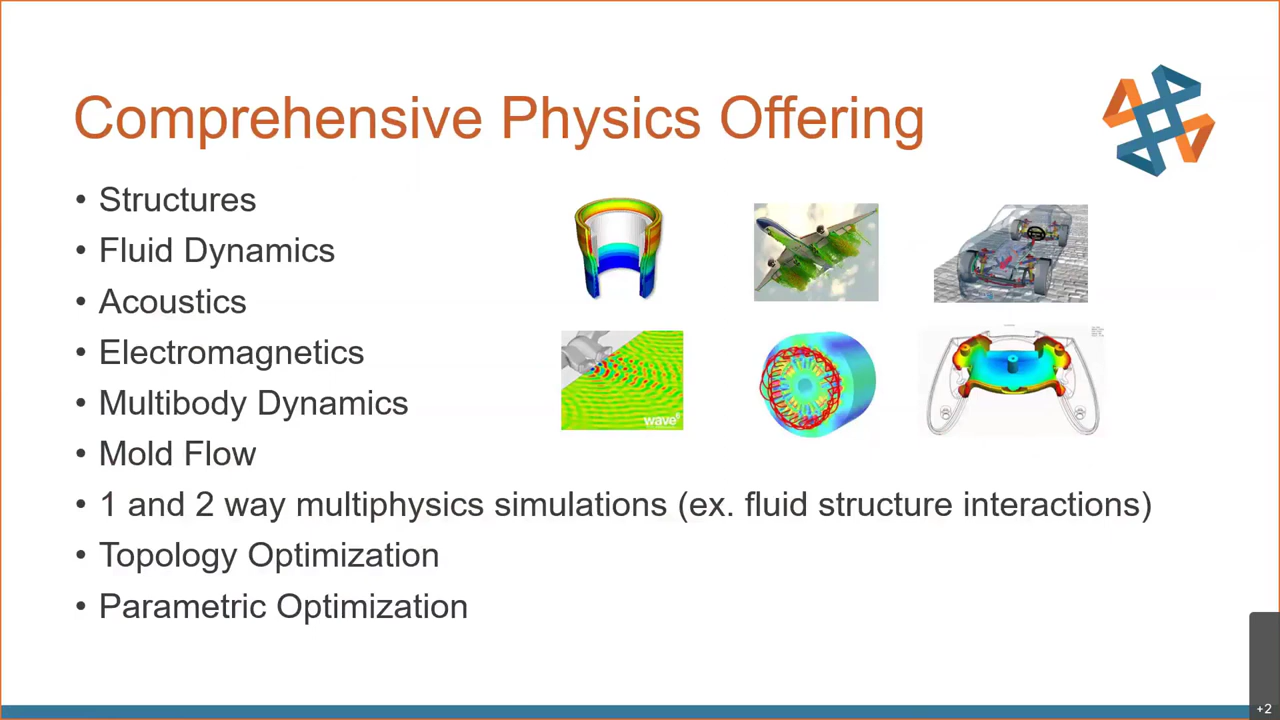 Comprehensive Physics Offering
• Structures
• Fluid Dynamics
• Acoustics
• Electromagnetics
• Multibody Dynamics
• Mold Flow
• 1 and 2 way multiphysics simulations (ex. fluid structure interactions)
• Topology Optimization
• Parametric Optimization
wave6
+2